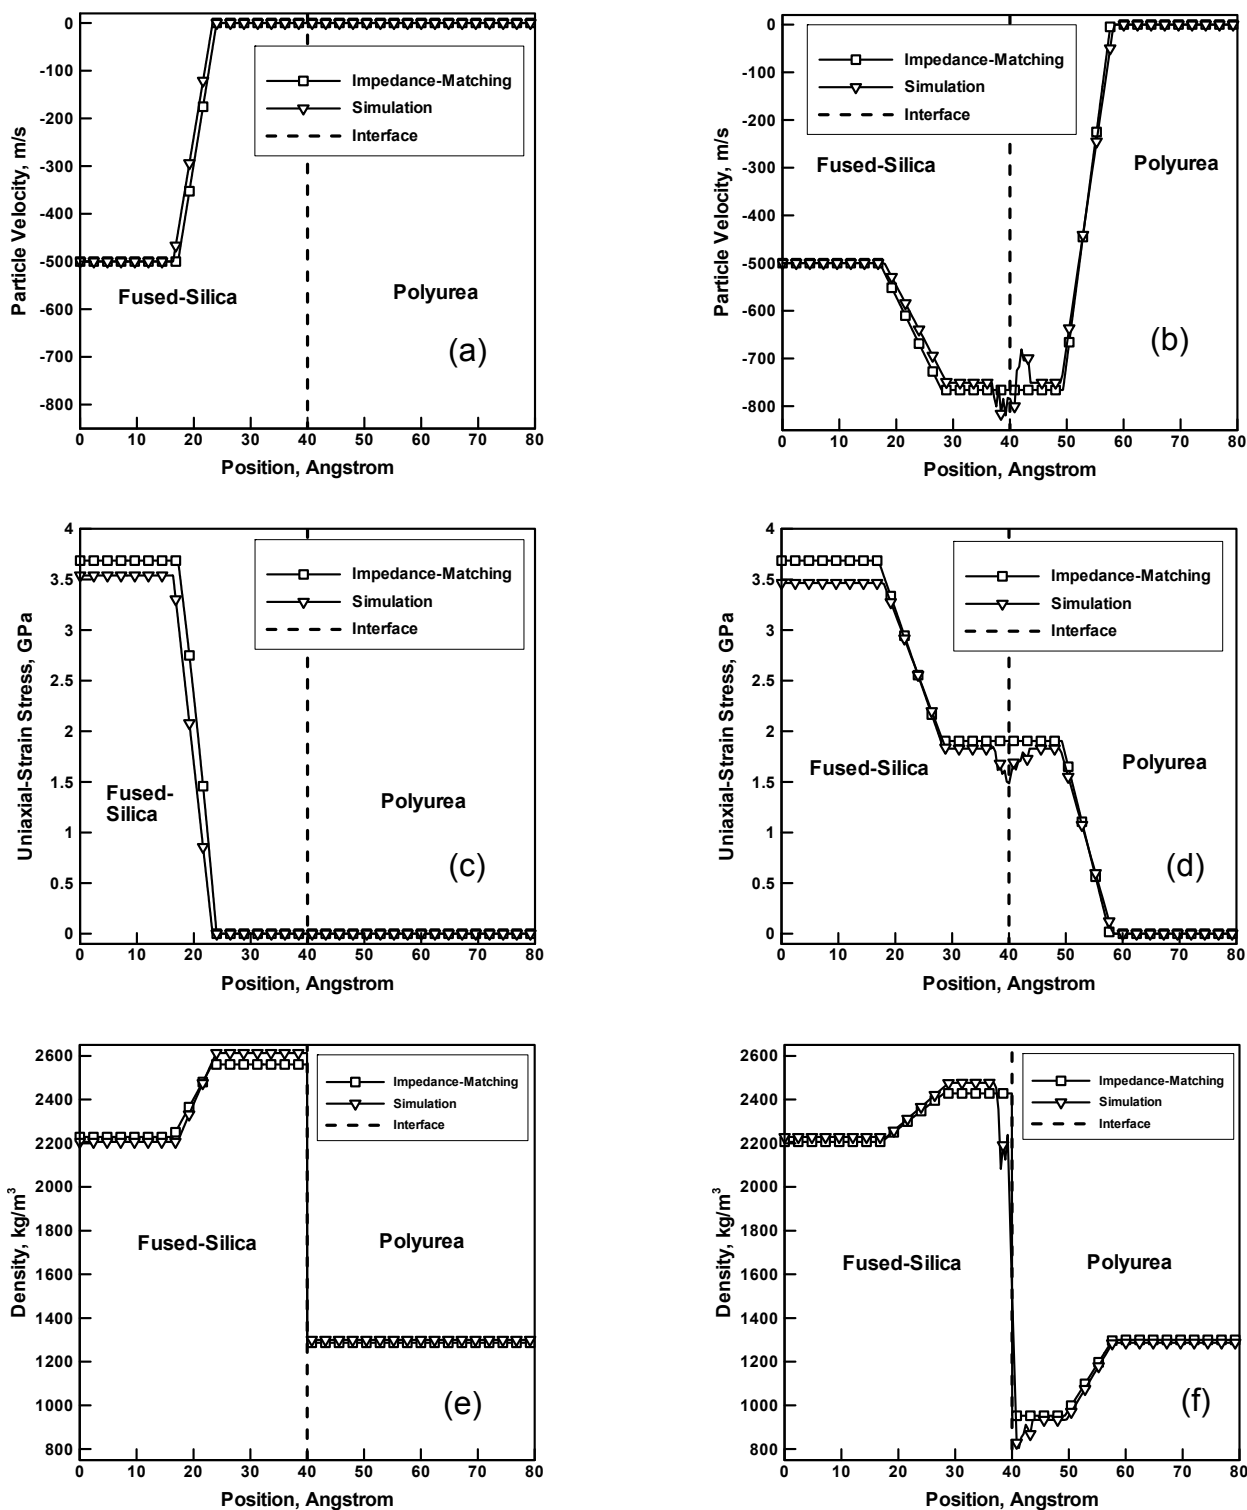 0
-100
-200
-300
-400
-500
-600
-700
-800
Particle Velocity, m/s
Impedance-Matching
Simulation
Interface
Fused-Silica
Polyurea
(a)
0 10 20 30 40 50 60 70 80
Position, Angstrom
0
-100
-200
-300
-400
-500
-600
-700
-800
Particle Velocity, m/s
Impedance-Matching
Simulation
Interface
Fused-Silica
Polyurea
(b)
0 10 20 30 40 50 60 70 80
Position, Angstrom
4
3.5
3
2.5
2
1.5
1
0.5
0
Uniaxial-Strain Stress, GPa
Impedance-Matching
Simulation
Interface
Fused-
Silica
Polyurea
(c)
0 10 20 30 40 50 60 70 80
Position, Angstrom
4
3.5
3
2.5
2
1.5
1
0.5
0
Uniaxial-Strain Stress, GPa
Impedance-Matching
Simulation
Interface
Fused-Silica
Polyurea
(d)
0 10 20 30 40 50 60 70 80
Position, Angstrom
2600
2400
2200
2000
1800
1600
1400
1200
1000
800
Density, kg/m³
Impedance-Matching
Simulation
Interface
Fused-Silica
Polyurea
(e)
0 10 20 30 40 50 60 70 80
Position, Angstrom
2600
2400
2200
2000
1800
1600
1400
1200
1000
800
Density, kg/m³
Impedance-Matching
Simulation
Interface
Fused-Silica
Polyurea
(f)
0 10 20 30 40 50 60 70 80
Position, Angstrom